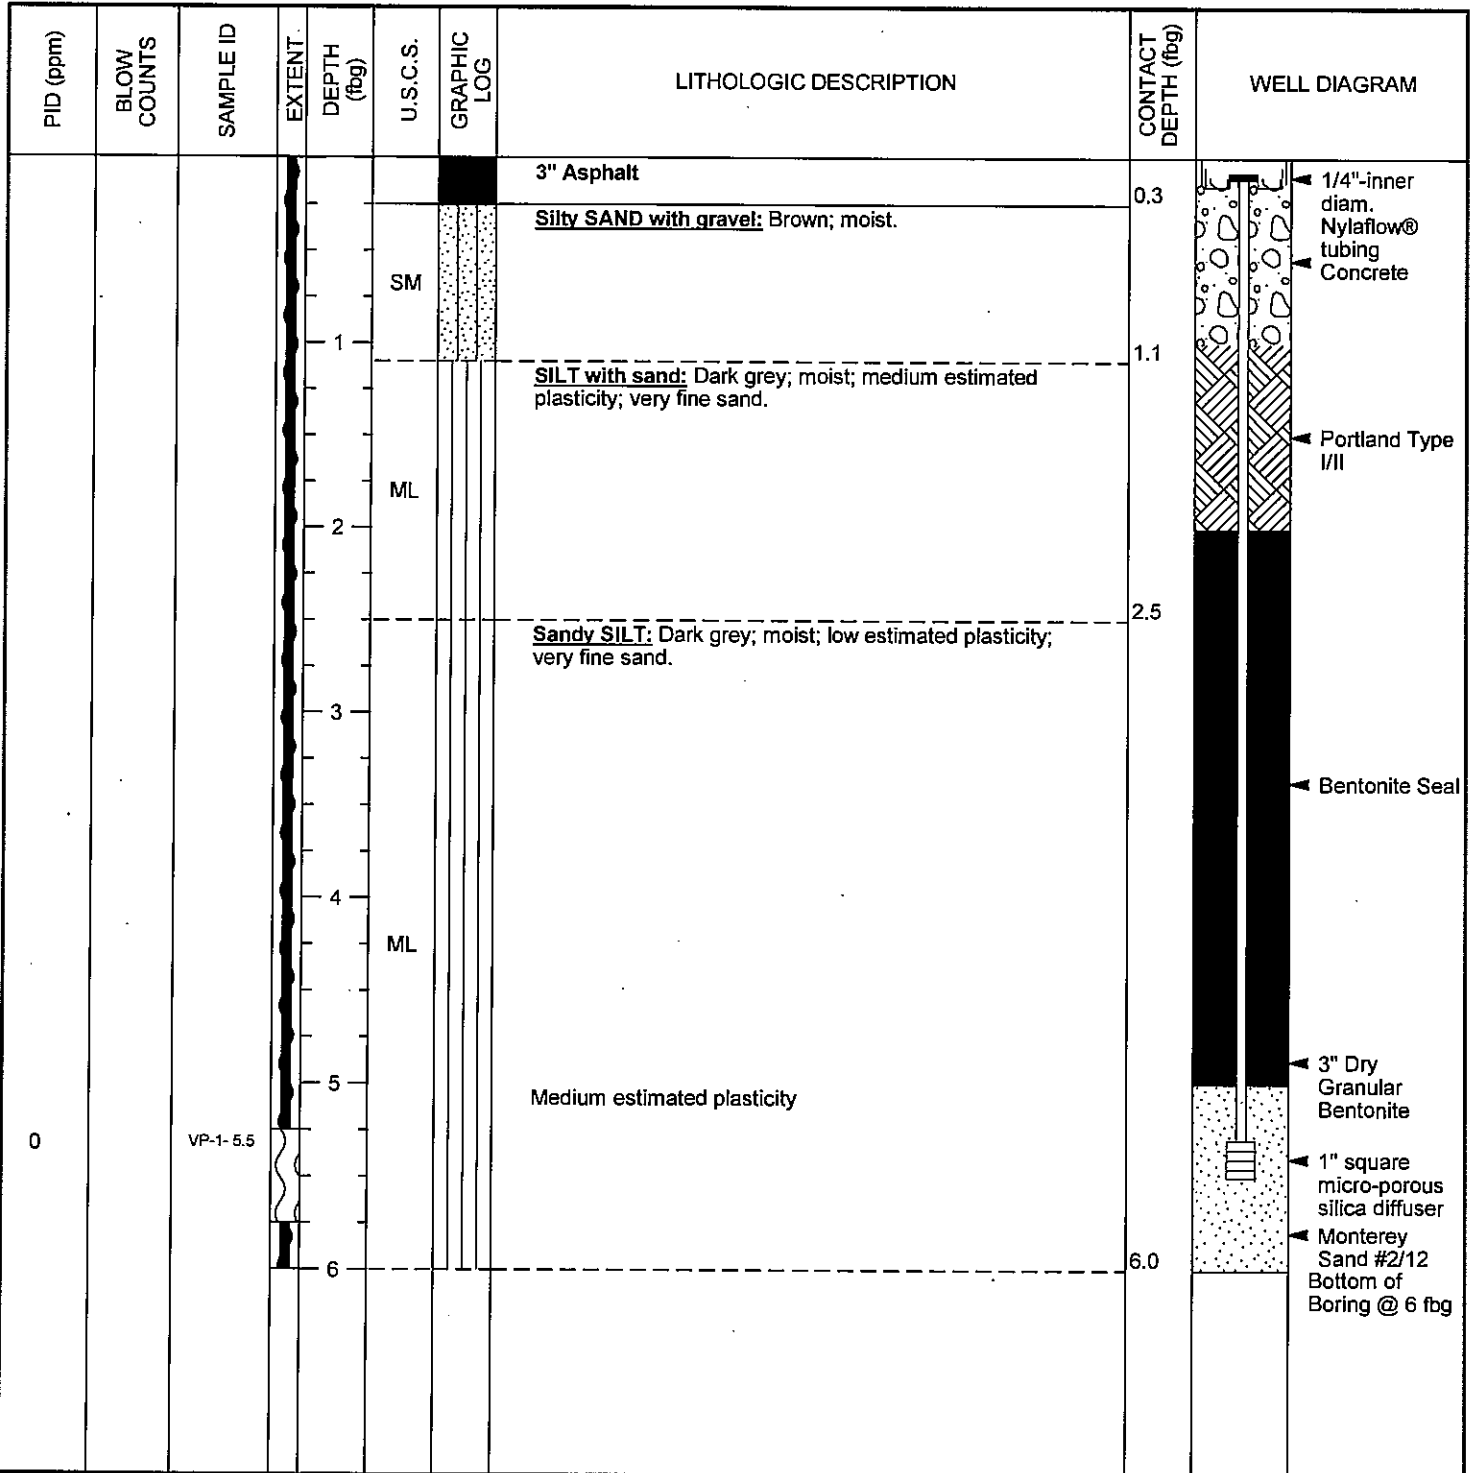 PID (ppm)
BLOW
COUNTS
SAMPLE ID
EXTENT
DEPTH
(fbg)
U.S.C.S.
GRAPHIC
LOG
LITHOLOGIC DESCRIPTION
CONTACT
DEPTH (fbg)
WELL DIAGRAM
3" Asphalt
0.3
Silty SAND with gravel: Brown; moist.
SM
1
1.1
SILT with sand: Dark grey; moist; medium estimated
plasticity; very fine sand.
ML
2
2.5
Sandy SILT: Dark grey; moist; low estimated plasticity;
very fine sand.
3
4
ML
5
Medium estimated plasticity
0
VP-1- 5.5
6
6.0
1/4"-inner
diam.
Nylaflow®
tubing
Concrete
Portland Type
I/II
Bentonite Seal
3" Dry
Granular
Bentonite
1" square
micro-porous
silica diffuser
Monterey
Sand #2/12
Bottom of
Boring @ 6 fbg